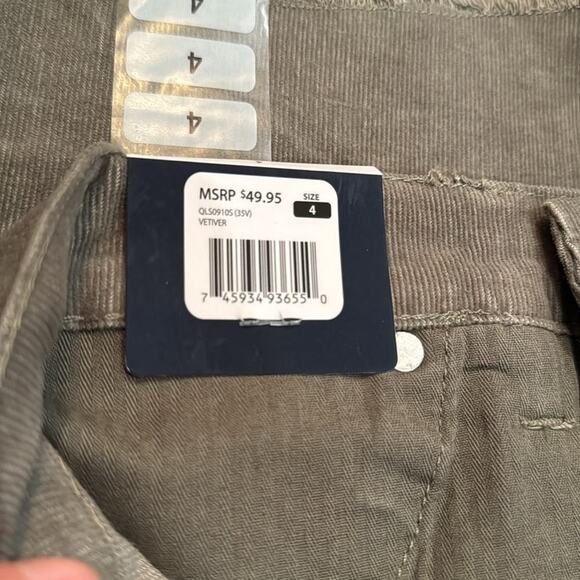 4
4
4
MSRP $49.95
SIZE
4
QLS0910S (35V)
VETIVER
7 45934 93655 0